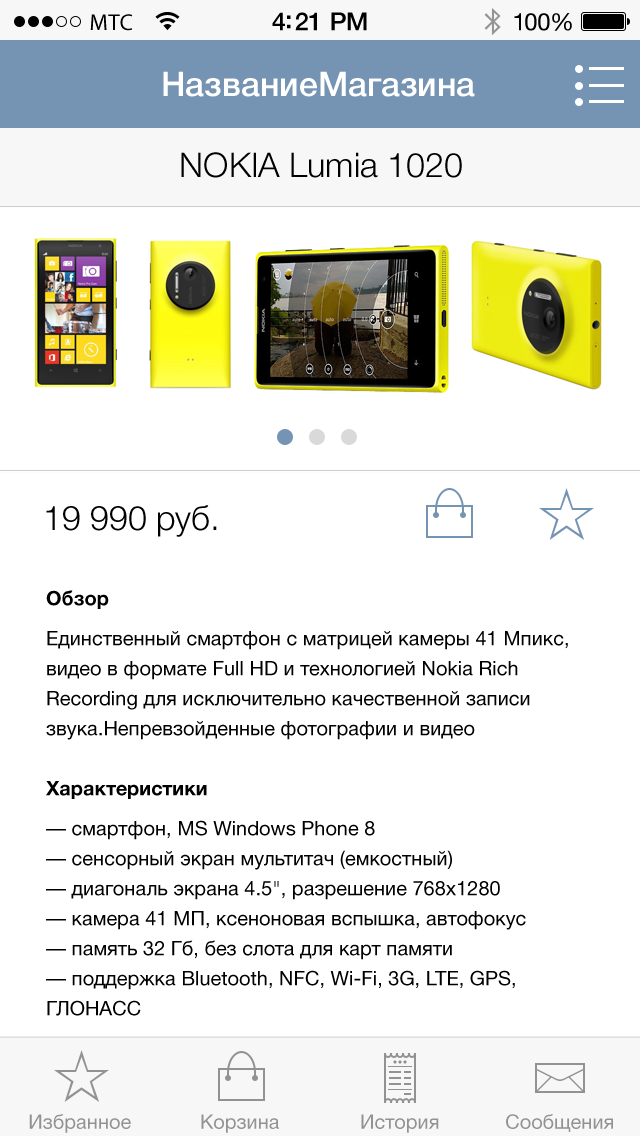 МТС 4:21 PM 100%
НазваниеМагазина
NOKIA Lumia 1020
19 990 руб.
Обзор
Единственный смартфон с матрицей камеры 41 Мпикс,
видео в формате Full HD и технологией Nokia Rich
Recording для исключительно качественной записи
звука.Непревзойденные фотографии и видео
Характеристики
— смартфон, MS Windows Phone 8
— сенсорный экран мультитач (емкостный)
— диагональ экрана 4.5", разрешение 768x1280
— камера 41 МП, ксеноновая вспышка, автофокус
— память 32 Гб, без слота для карт памяти
— поддержка Bluetooth, NFC, Wi-Fi, 3G, LTE, GPS,
ГЛОНАСС
Избранное Корзина История Сообщения